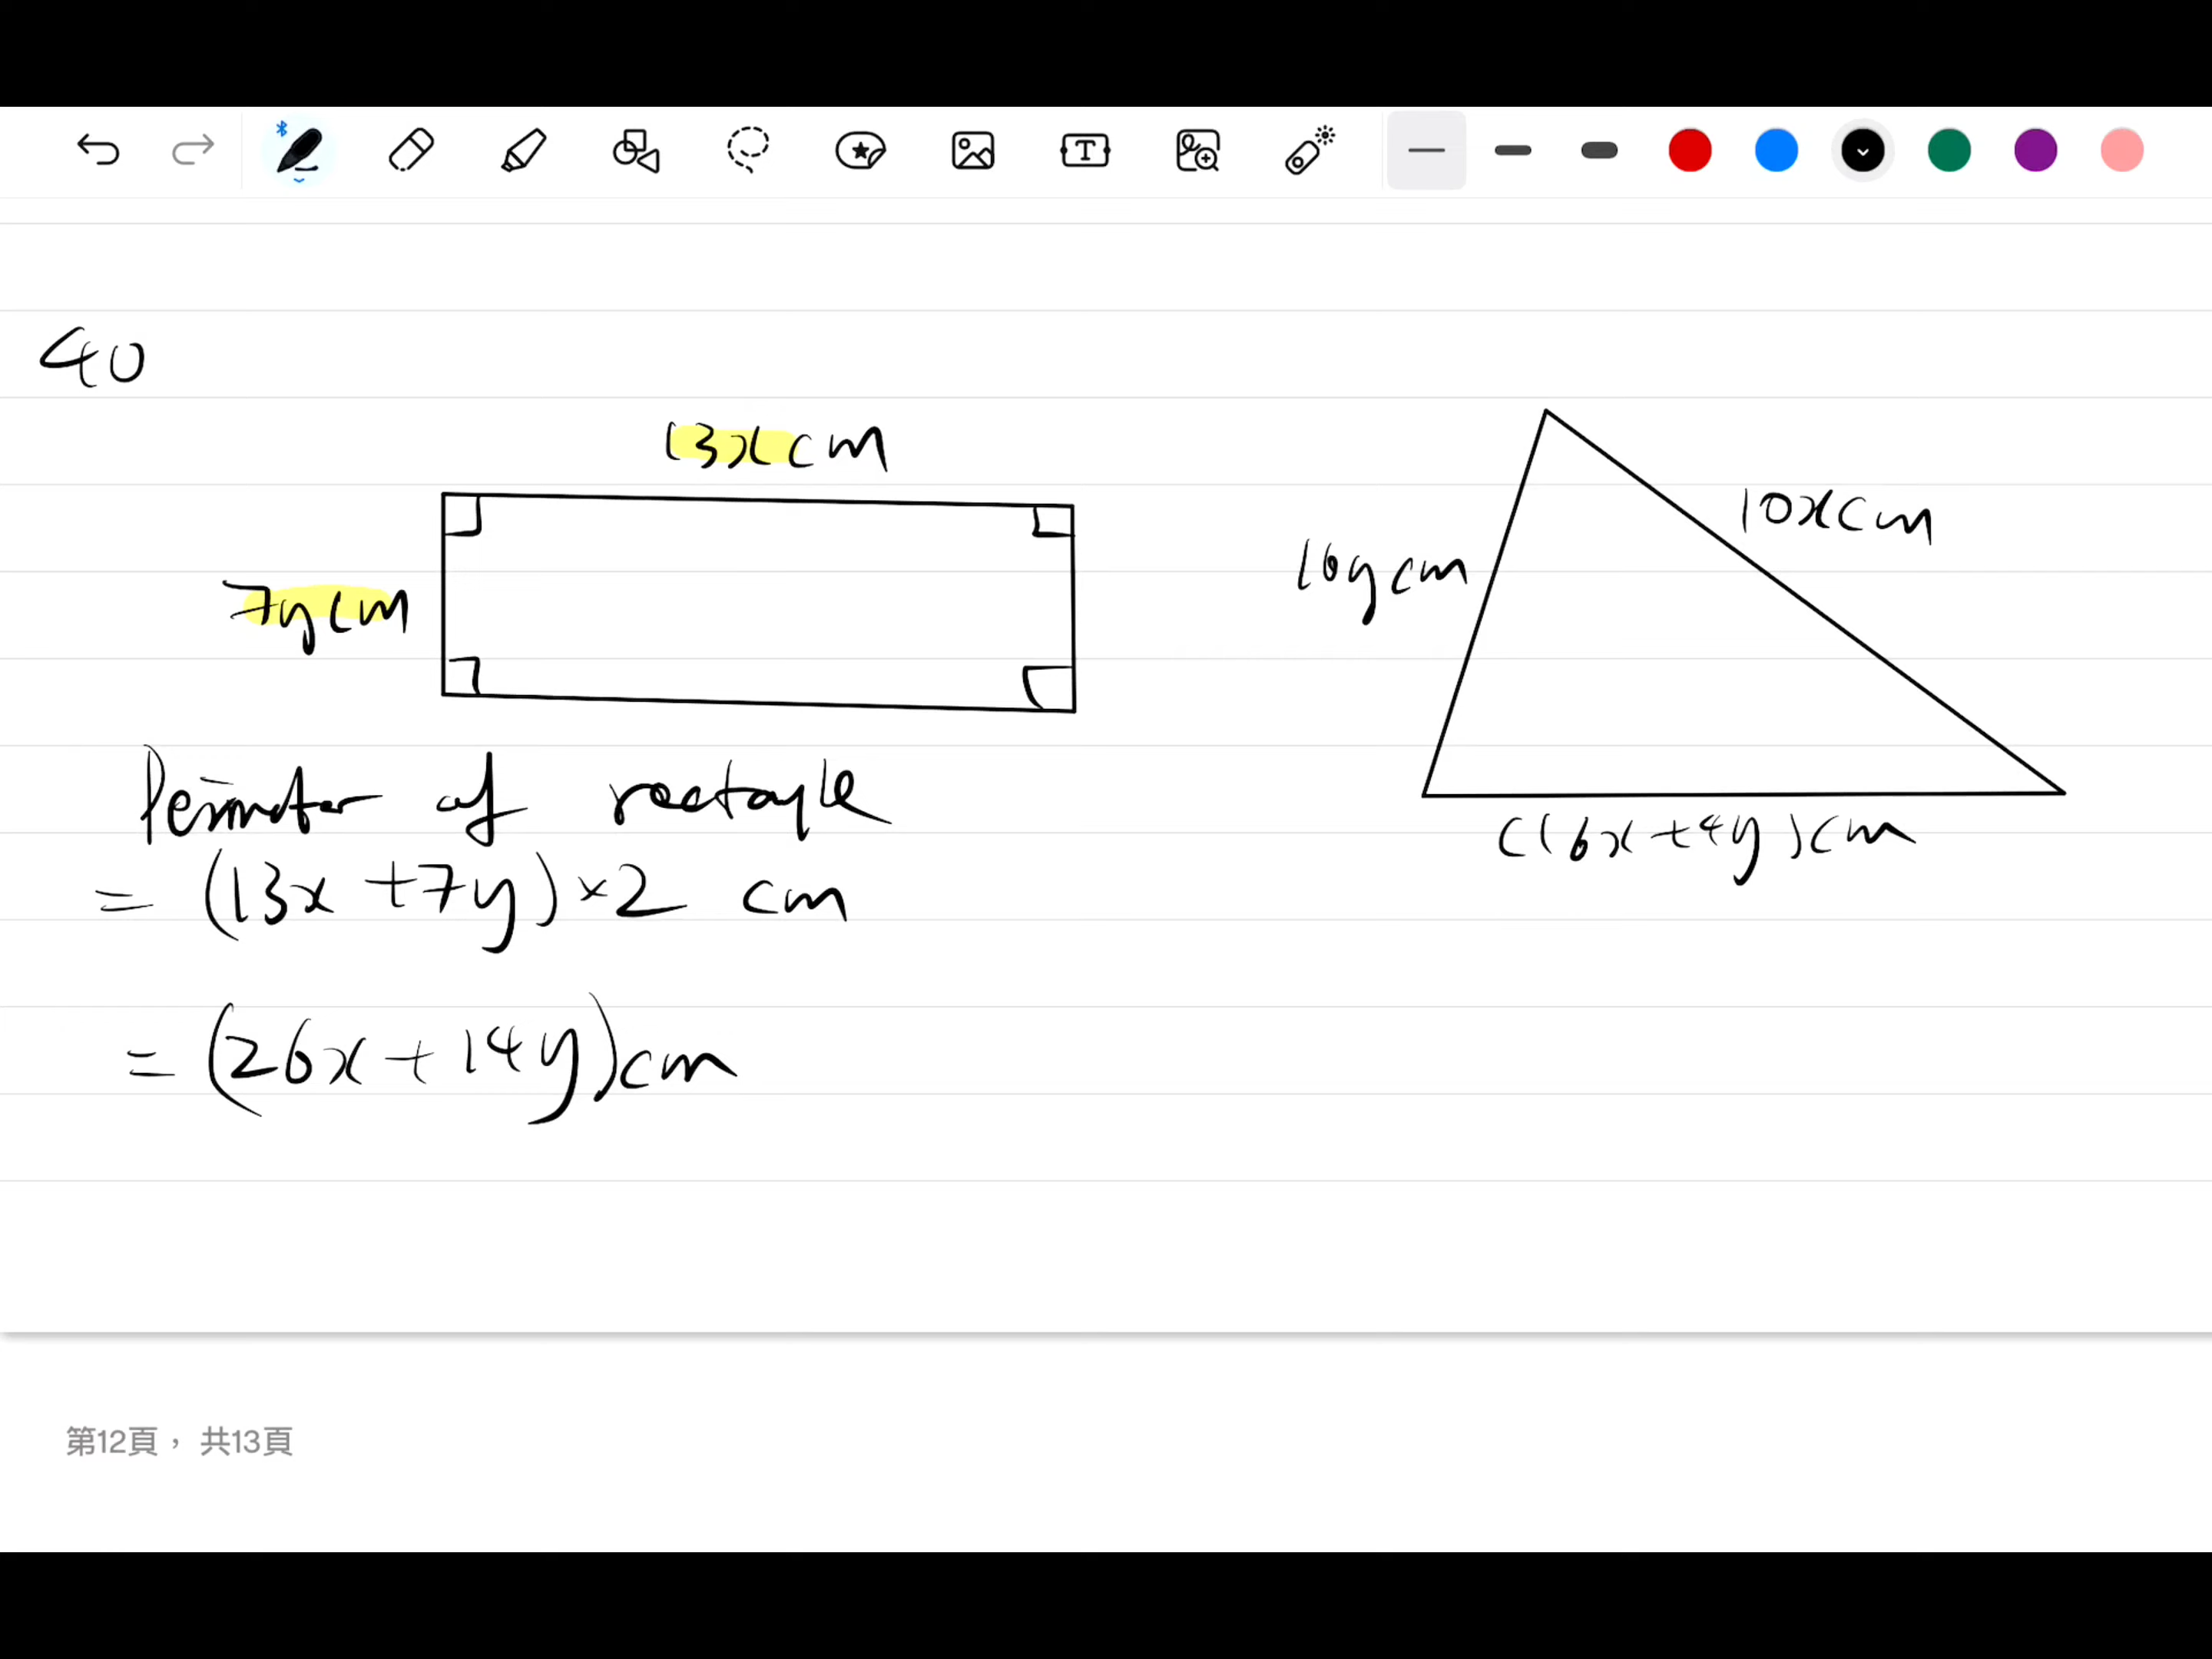 40
13x cm
7y cm
10x cm
10y cm
(16x+4y) cm
Perimeter of rectangle
= (13x +7y)×2 cm
= (26x+14y)cm
第12頁， 共13頁